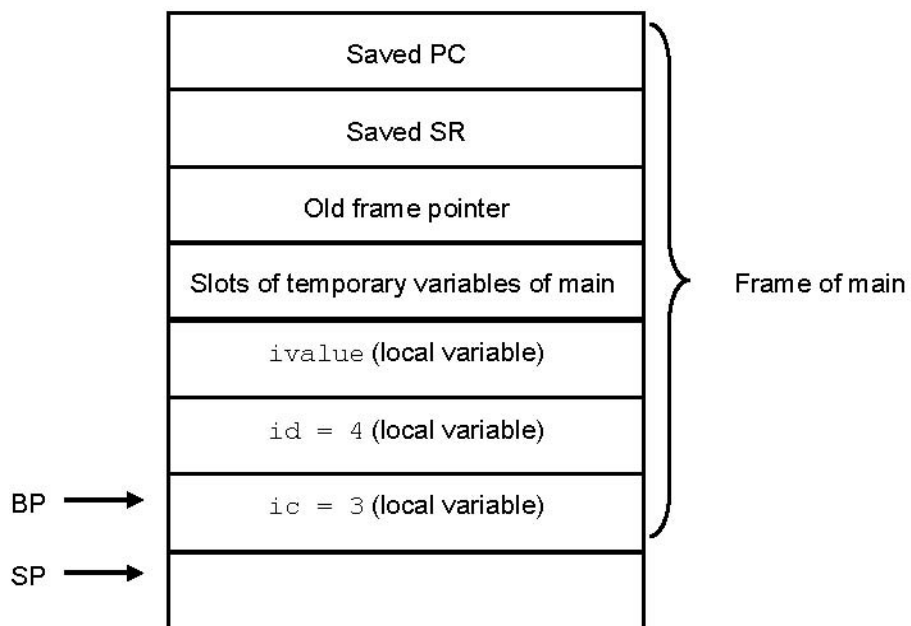 Saved PC
Saved SR
Old frame pointer
Slots of temporary variables of main
Frame of main
ivalue (local variable)
id = 4 (local variable)
BP
ic = 3 (local variable)
SP